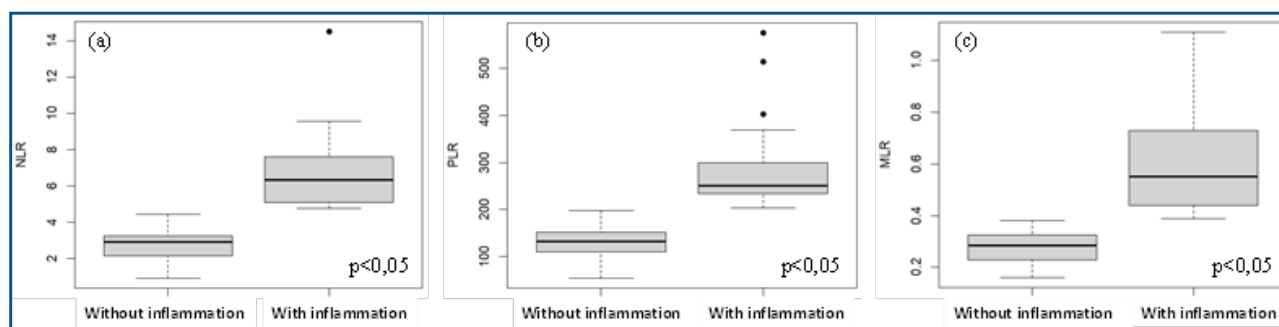 (a)
14
12
10
8
6
4
2
NLR
p<0,05
Without inflammation
With inflammation
(b)
500
400
300
200
100
PLR
p<0,05
Without inflammation
With inflammation
(c)
1.0
0.8
0.6
0.4
0.2
MLR
p<0,05
Without inflammation
With inflammation